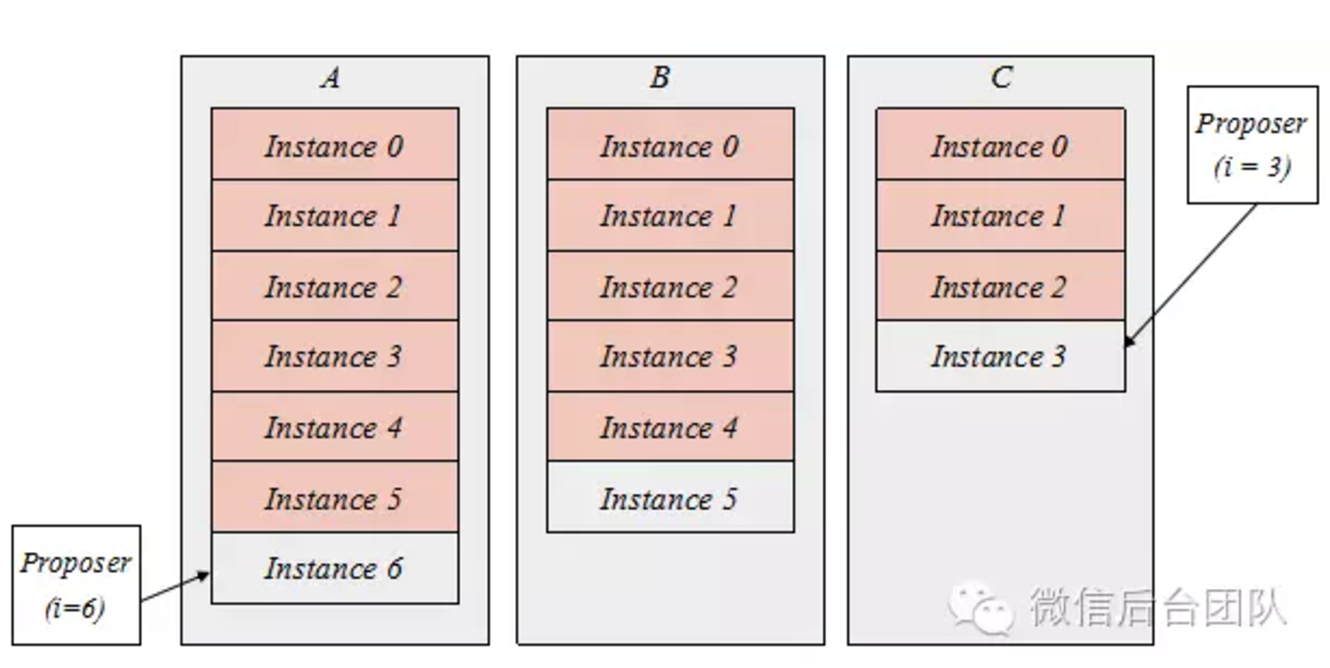 A
Instance 0
Instance 1
Instance 2
Instance 3
Instance 4
Instance 5
Instance 6
Proposer
(i=6)
B
Instance 0
Instance 1
Instance 2
Instance 3
Instance 4
Instance 5
C
Instance 0
Instance 1
Instance 2
Instance 3
Proposer
(i = 3)
微信后台团队